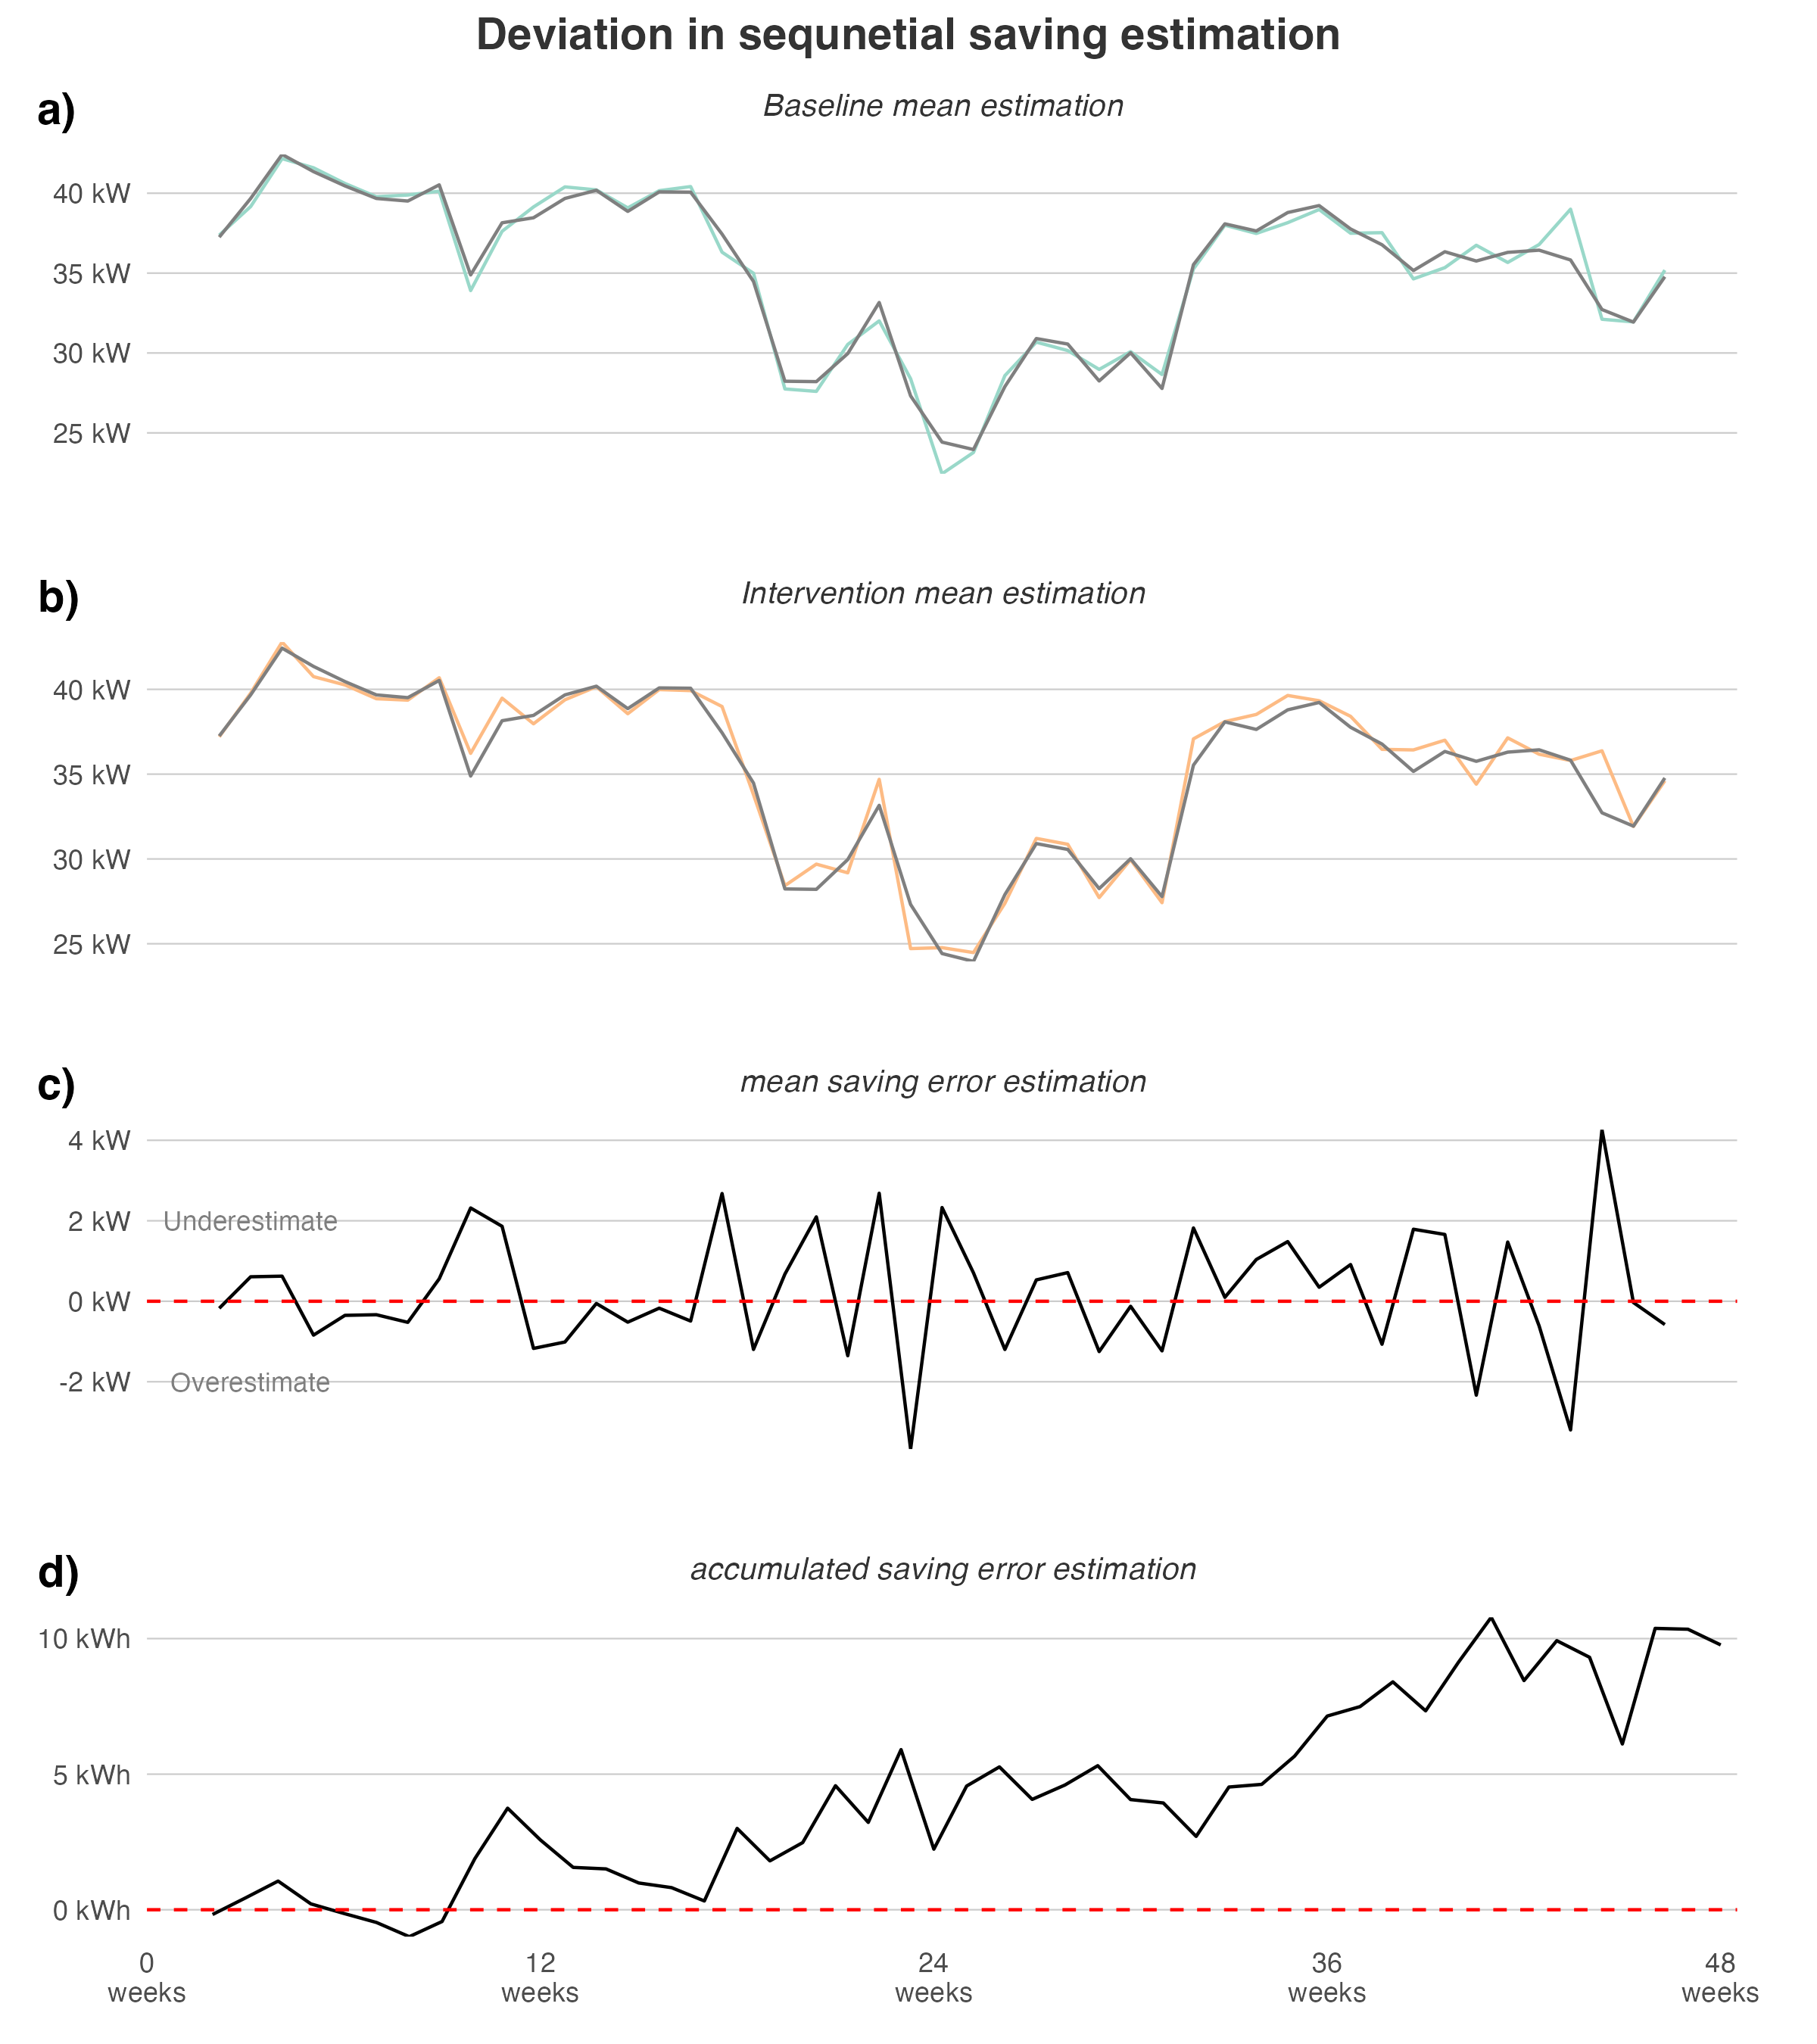 Deviation in sequnetial saving estimation
a)
Baseline mean estimation
40 kW
35 kW
30 kW
25 kW
b)
Intervention mean estimation
40 kW
35 kW
30 kW
25 kW
c)
mean saving error estimation
4 kW
2 kW
Underestimate
0 kW
-2 kW
Overestimate
d)
accumulated saving error estimation
10 kWh
5 kWh
0 kWh
0 12 24 36 48
weeks weeks weeks weeks weeks